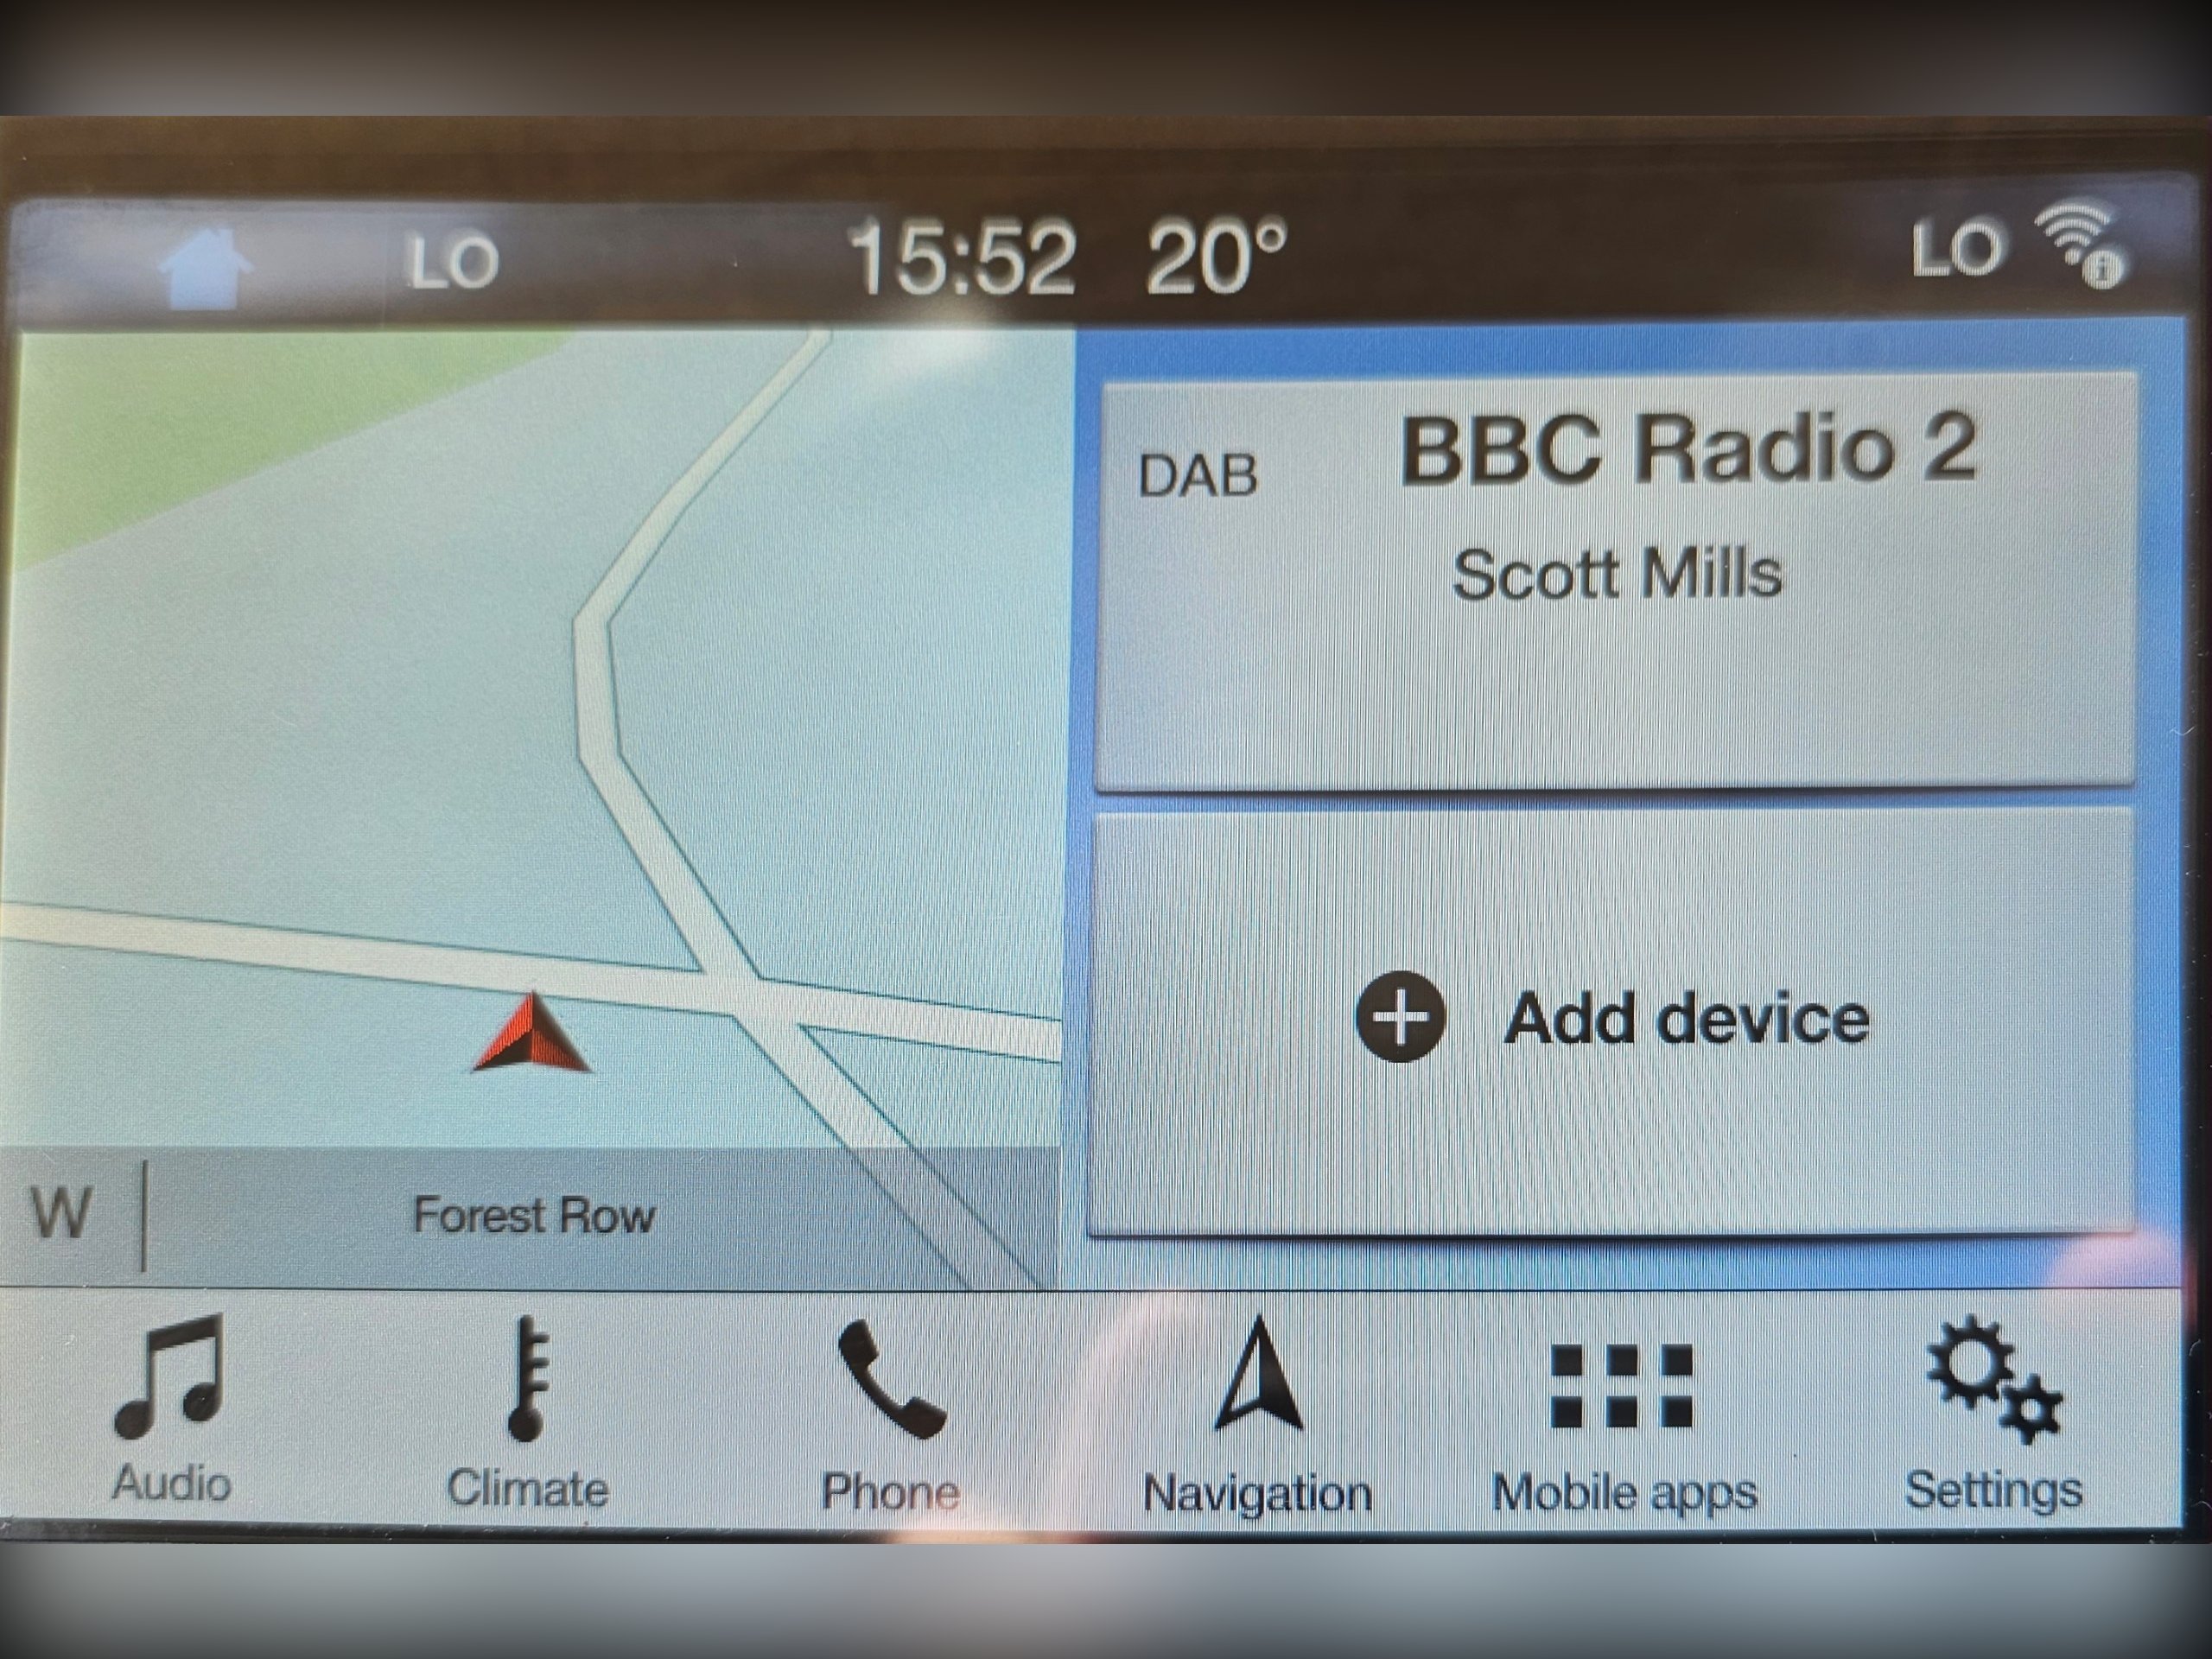 LO 15:52 20° LO
DAB BBC Radio 2
Scott Mills
Add device
W Forest Row
Audio Climate Phone Navigation Mobile apps Settings